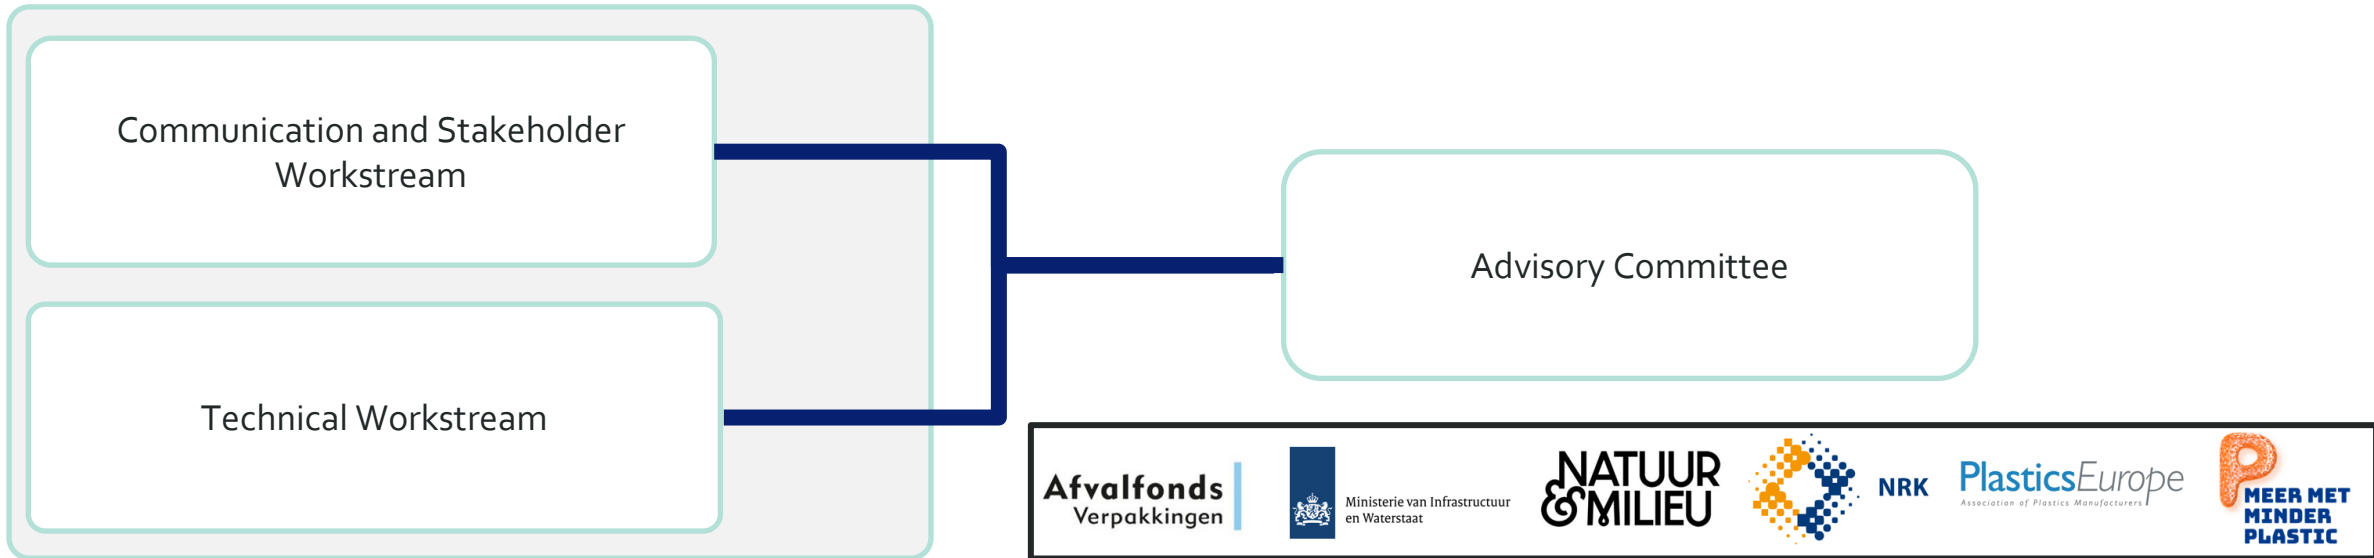 Communication and Stakeholder
Workstream
Technical Workstream
Advisory Committee
Afvalfonds
Verpakkingen
Ministerie van Infrastructuur
en Waterstaat
NATUUR
&MILIEU
NRK
PlasticsEurope
Association of Plastics Manufacturers
MEER MET
MINDER
PLASTIC